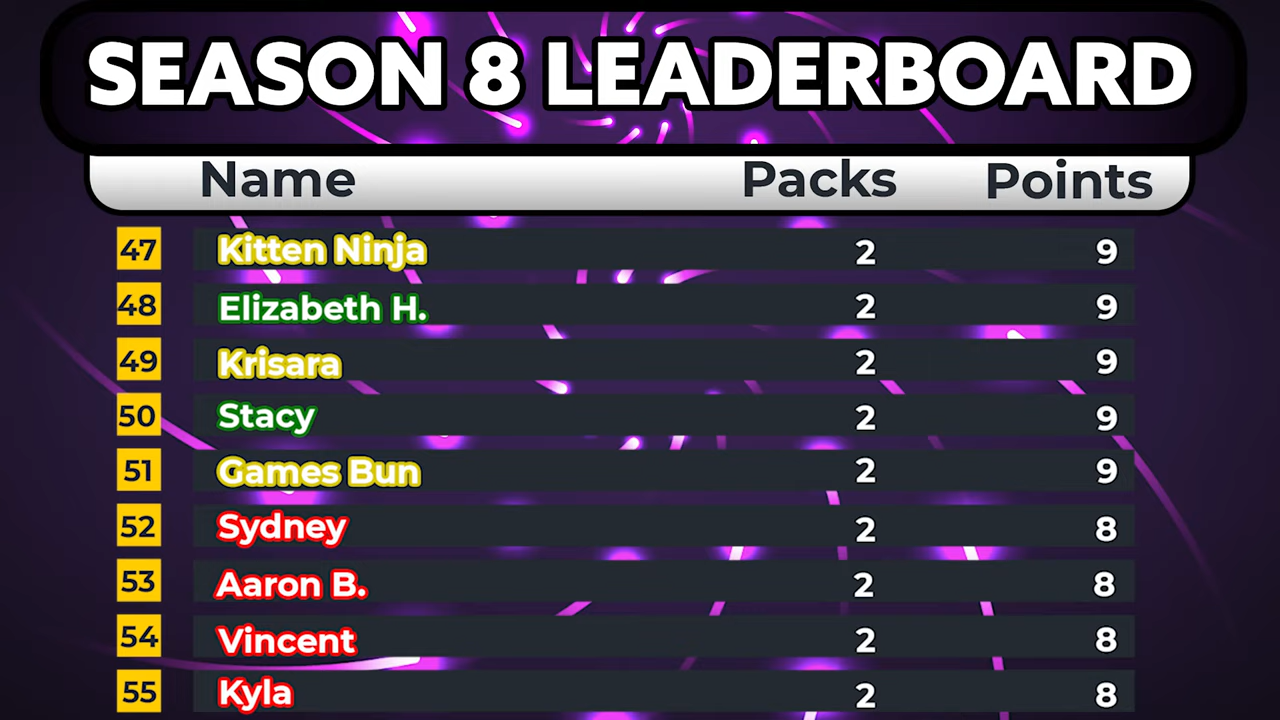 SEASON 8 LEADERBOARD
Name Packs Points
47 Kitten Ninja 2 9
48 Elizabeth H. 2 9
49 Krisara 2 9
50 Stacy 2 9
51 Games Bun 2 9
52 Sydney 2 8
53 Aaron B. 2 8
54 Vincent 2 8
55 Kyla 2 8